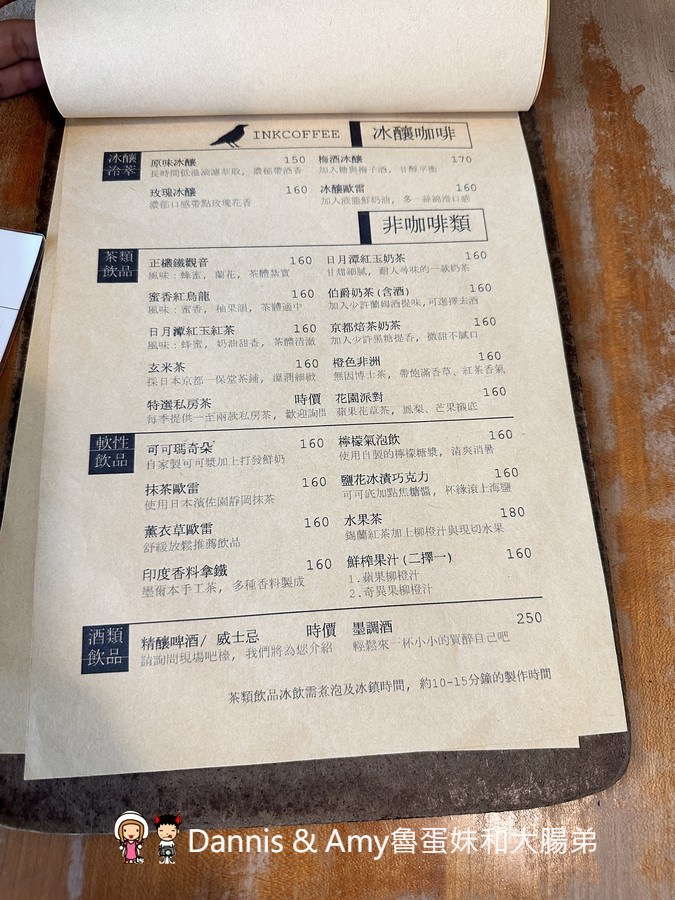 INKCOFFEE 冰釀咖啡
冰釀
冷萃
原味冰釀 150
長時間低溫滴濾萃取, 濃郁帶酒香
梅酒冰釀 170
加入糖與梅子酒, 甘醇平衡
玫瑰冰釀 160
濃郁口感帶點玫瑰花香
冰釀歐雷 160
加入液態鮮奶油, 多一絲綿滑口感
非咖啡類
茶類
飲品
正欉鐵觀音 160
風味:蜂蜜, 蘭花, 茶體紮實
日月潭紅玉奶茶 160
甘甜細膩, 耐人尋味的一款奶茶
蜜香紅烏龍 160
風味:蜜香, 柚果韻, 茶體適中
伯爵奶茶(含酒) 160
加入少許蘭姆酒提味,可選擇去酒
日月潭紅玉紅茶 160
風味:蜂蜜, 奶油甜香, 茶體清澈
京都焙茶奶茶 160
加入少許黑糖提香, 微甜不膩口
玄米茶 160
採日本京都一保堂茶鋪, 溫潤細緻
橙色非洲 160
無因博士茶, 帶飽滿香草、紅茶香氣
特選私房茶 時價
每季提供一至兩款私房茶, 歡迎詢問
花園派對 160
蘋果花草茶, 鳳梨、芒果襯底
軟性
飲品
可可瑪奇朵 160
自家製可可漿加上打發鮮奶
檸檬氣泡飲 160
使用自製的檸檬糖漿, 清爽消暑
抹茶歐雷 160
使用日本濱佐園靜岡抹茶
鹽花冰漬巧克力 160
可可底加點焦糖醬, 杯緣滾上海鹽
薰衣草歐雷 160
舒緩放鬆推薦飲品
水果茶 180
錫蘭紅茶加上柳橙汁與現切水果
印度香料拿鐵 160
墨爾本手工茶, 多種香料製成
鮮榨果汁(二擇一) 160
1.蘋果柳橙汁
2.奇異果柳橙汁
酒類
飲品
精釀啤酒/ 威士忌 時價
請詢問現場吧檯, 我們將為您介紹
墨調酒 250
輕鬆來一杯小小的買醉自己吧
茶類飲品冰飲需煮泡及冰鎮時間, 約10-15分鐘的製作時間
Dannis & Amy魯蛋妹和大腸弟